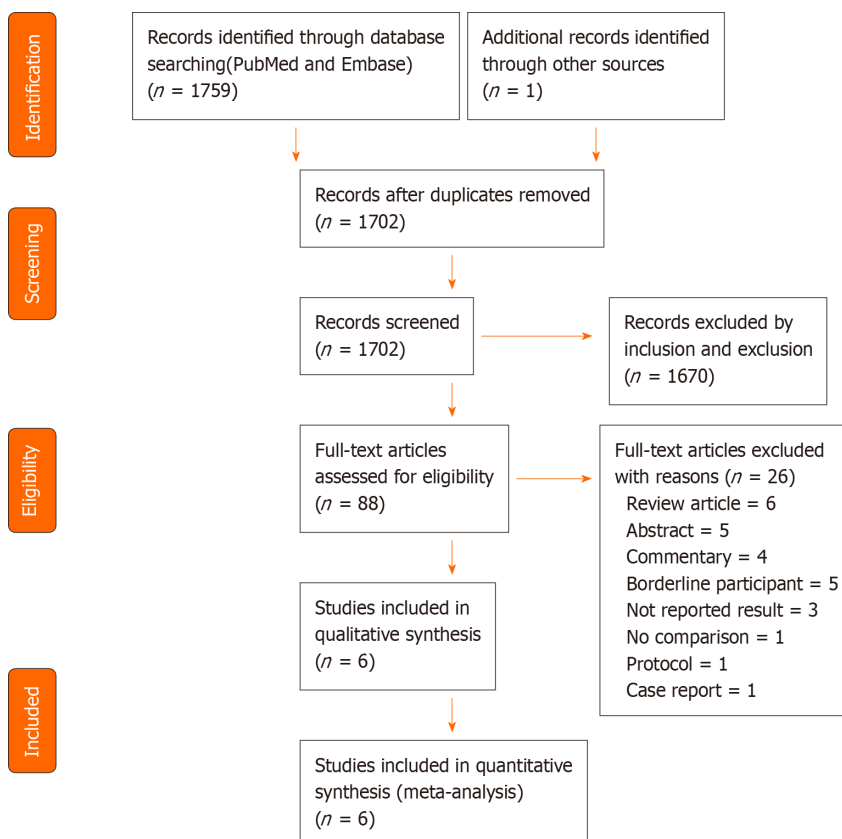 Identification
Records identified through database
searching(PubMed and Embase)
(n = 1759)
Additional records identified
through other sources
(n = 1)
Records after duplicates removed
(n = 1702)
Screening
Records screened
(n = 1702)
Records excluded by
inclusion and exclusion
(n = 1670)
Eligibility
Full-text articles
assessed for eligibility
(n = 88)
Full-text articles excluded
with reasons (n = 26)
Review article = 6
Abstract = 5
Commentary = 4
Borderline participant = 5
Not reported result = 3
No comparison = 1
Protocol = 1
Case report = 1
Studies included in
qualitative synthesis
(n = 6)
Included
Studies included in quantitative
synthesis (meta-analysis)
(n = 6)